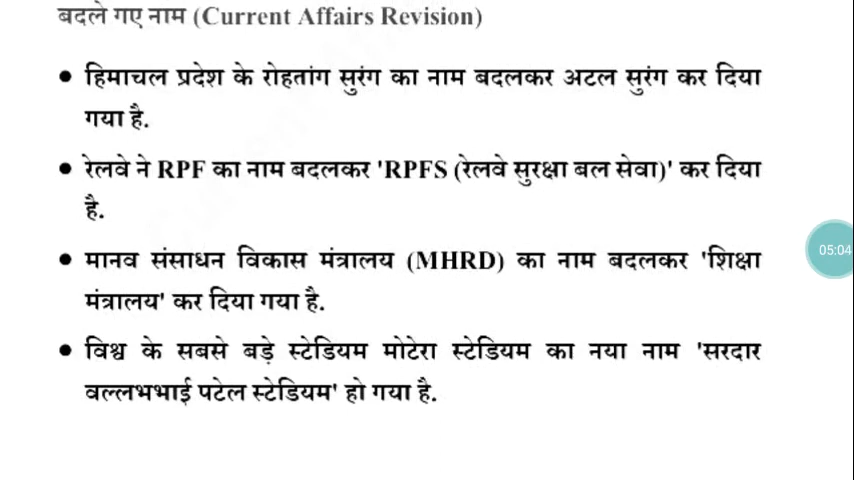 बदले गए नाम (Current Affairs Revision)
• हिमाचल प्रदेश के रोहतांग सुरंग का नाम बदलकर अटल सुरंग कर दिया
गया है.
• रेलवे ने RPF का नाम बदलकर 'RPFS (रेलवे सुरक्षा बल सेवा)' कर दिया
है.
• मानव संसाधन विकास मंत्रालय (MHRD) का नाम बदलकर 'शिक्षा
मंत्रालय' कर दिया गया है.
• विश्व के सबसे बड़े स्टेडियम मोटेरा स्टेडियम का नया नाम 'सरदार
वल्लभभाई पटेल स्टेडियम' हो गया है.
05:04